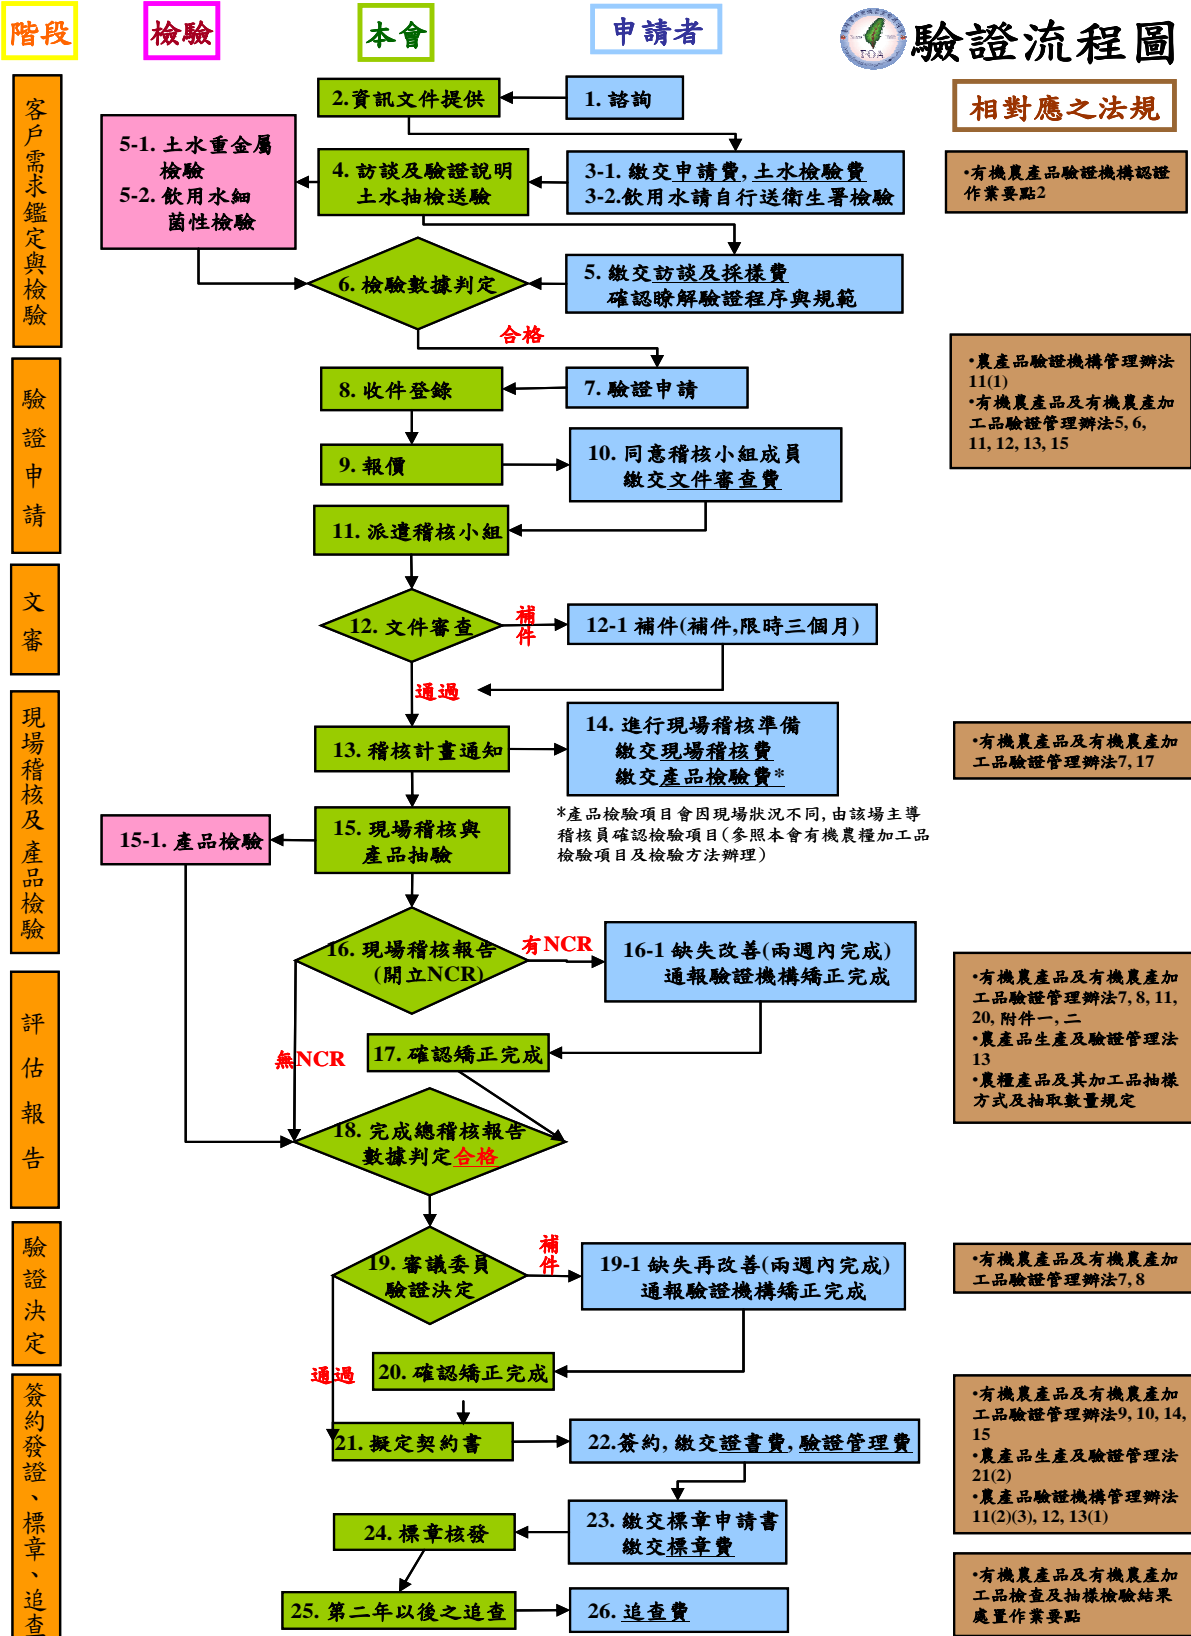 階段
檢驗
本會
申請者
TOA
驗證流程圖
相對應之法規
客戶需求鑑定與檢驗
2.資訊文件提供
1. 諮詢
5-1. 土水重金屬
檢驗
5-2. 飲用水細
菌性檢驗
4. 訪談及驗證說明
土水抽檢送驗
3-1. 繳交申請費, 土水檢驗費
3-2.飲用水請自行送衛生署檢驗
•有機農產品驗證機構認證
作業要點2
6. 檢驗數據判定
5. 繳交訪談及採樣費
確認瞭解驗證程序與規範
合格
驗證申請
8. 收件登錄
7. 驗證申請
•農產品驗證機構管理辦法
11(1)
•有機農產品及有機農產加
工品驗證管理辦法5, 6,
11, 12, 13, 15
9. 報價
10. 同意稽核小組成員
繳交文件審查費
11. 派遣稽核小組
文審
12. 文件審查
補件
12-1 補件(補件,限時三個月)
通過
現場稽核及產品檢驗
13. 稽核計畫通知
14. 進行現場稽核準備
繳交現場稽核費
繳交產品檢驗費*
•有機農產品及有機農產加
工品驗證管理辦法7, 17
*產品檢驗項目會因現場狀況不同, 由該場主導
稽核員確認檢驗項目(參照本會有機農糧加工品
檢驗項目及檢驗方法辦理)
15-1. 產品檢驗
15. 現場稽核與
產品抽驗
16. 現場稽核報告
(開立NCR)
有NCR
16-1 缺失改善(兩週內完成)
通報驗證機構矯正完成
評估報告
•有機農產品及有機農產加
工品驗證管理辦法7, 8, 11,
20, 附件一, 二
•農產品生產及驗證管理法
13
•農糧產品及其加工品抽樣
方式及抽取數量規定
無NCR
17. 確認矯正完成
18. 完成總稽核報告
數據判定合格
驗證決定
19. 審議委員
驗證決定
補件
19-1 缺失再改善(兩週內完成)
通報驗證機構矯正完成
•有機農產品及有機農產加
工品驗證管理辦法7, 8
通過
20. 確認矯正完成
簽約發證、標章、追查
21. 擬定契約書
22.簽約, 繳交證書費, 驗證管理費
•有機農產品及有機農產加
工品驗證管理辦法9, 10, 14,
15
•農產品生產及驗證管理法
21(2)
•農產品驗證機構管理辦法
11(2)(3), 12, 13(1)
24. 標章核發
23. 繳交標章申請書
繳交標章費
25. 第二年以後之追查
26. 追查費
•有機農產品及有機農產加
工品檢查及抽樣檢驗結果
處置作業要點